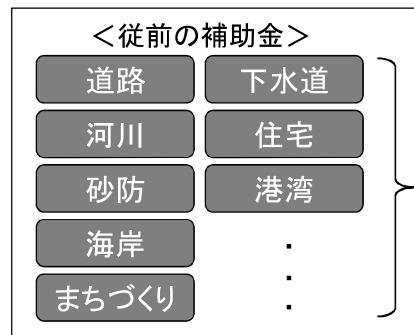 ＜従前の補助金＞
道路
下水道
河川
住宅
砂防
港湾
海岸
まちづくり
・
・
・